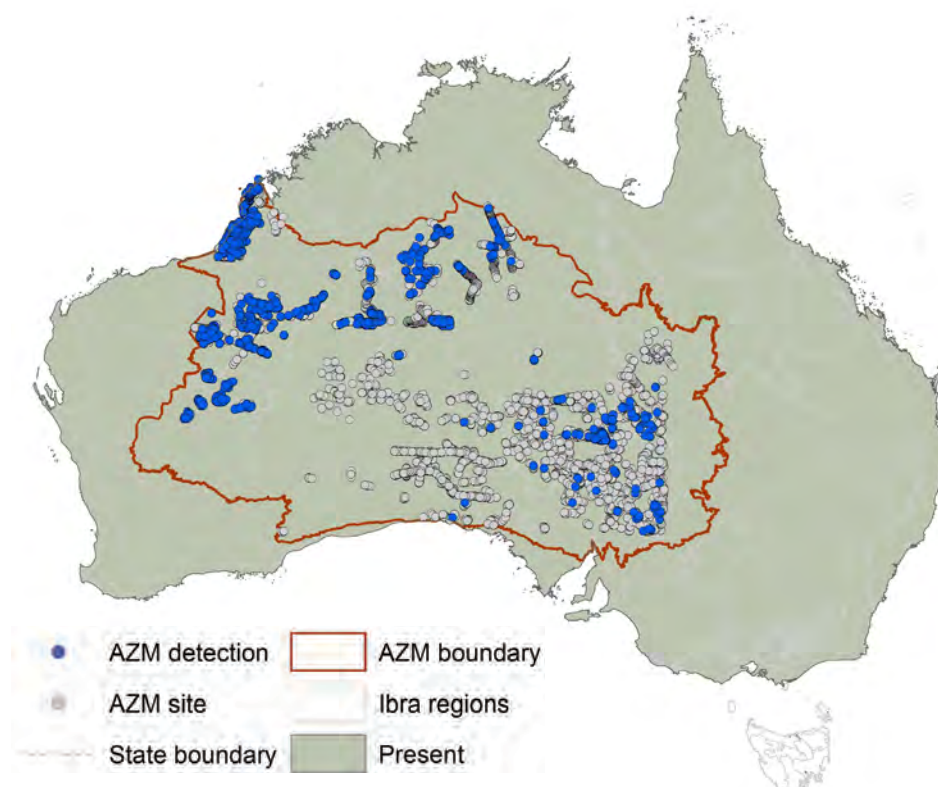 AZM detection
AZM boundary
AZM site
Ibra regions
State boundary
Present